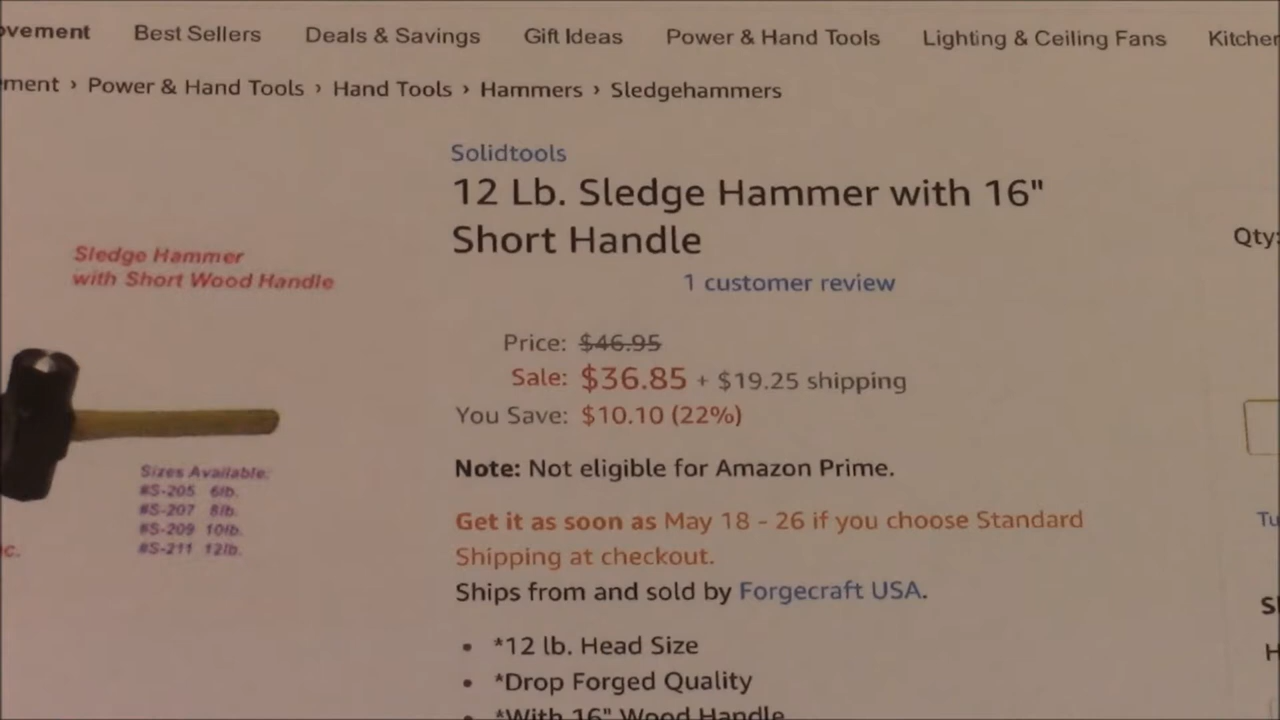 ovement Best Sellers Deals & Savings Gift Ideas Power & Hand Tools Lighting & Ceiling Fans Kitchen
ment › Power & Hand Tools › Hand Tools › Hammers › Sledgehammers
Solidtools
12 Lb. Sledge Hammer with 16"
Short Handle
Qty:
1 customer review
Sledge Hammer
with Short Wood Handle
Price: $46.95
Sale: $36.85 + $19.25 shipping
You Save: $10.10 (22%)
Note: Not eligible for Amazon Prime.
Sizes Available:
#S-205 6lb.
#S-207 8lb.
#S-209 10lb.
#S-211 12lb.
c.
Get it as soon as May 18 - 26 if you choose Standard
Shipping at checkout.
Tu
Ships from and sold by Forgecraft USA.
• *12 lb. Head Size
• *Drop Forged Quality
• *With 16" Wood Handle